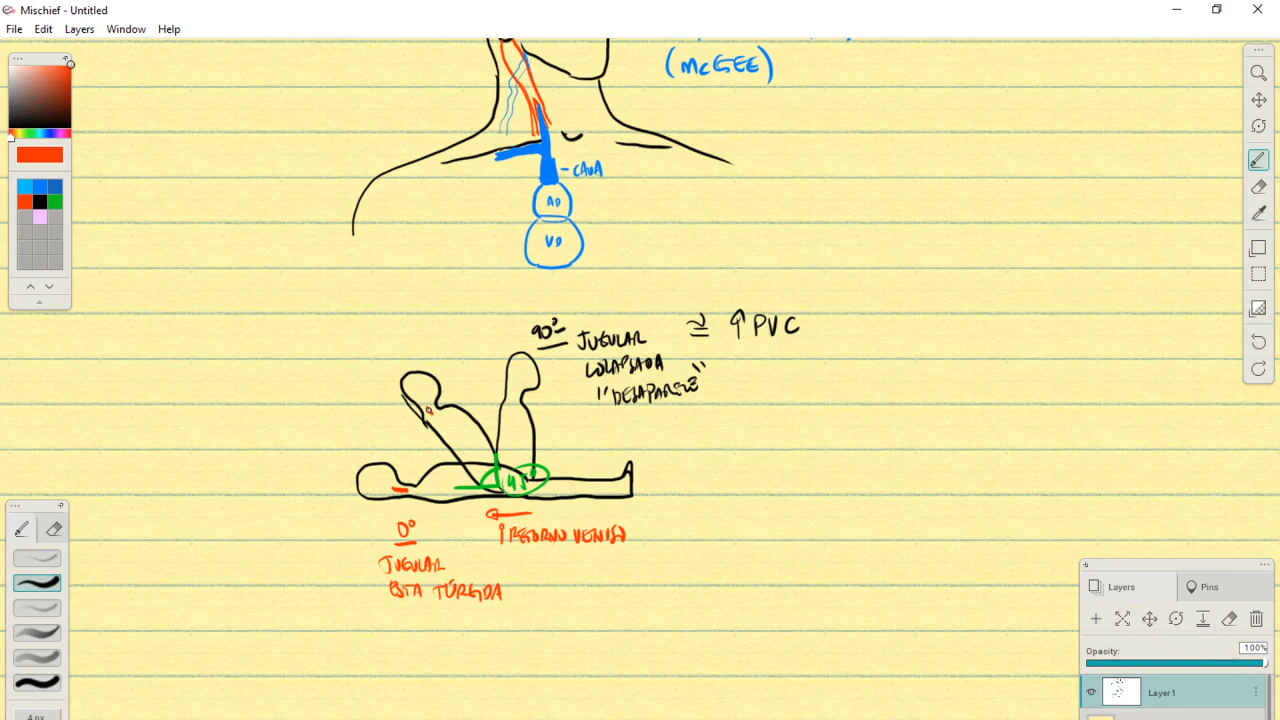 Mischief - Untitled
File Edit Layers Window Help
(McGEE)
CAVA
AD
VD
90°
JUGULAR
COLAPSADA
"DESAPARECE"
≅ ↑ PVC
45°
0°
JUGULAR
ESTA TÚRGIDA
↑ RETORNO VENOSO
4 px
Layers
Pins
Opacity:
100%
Layer 1